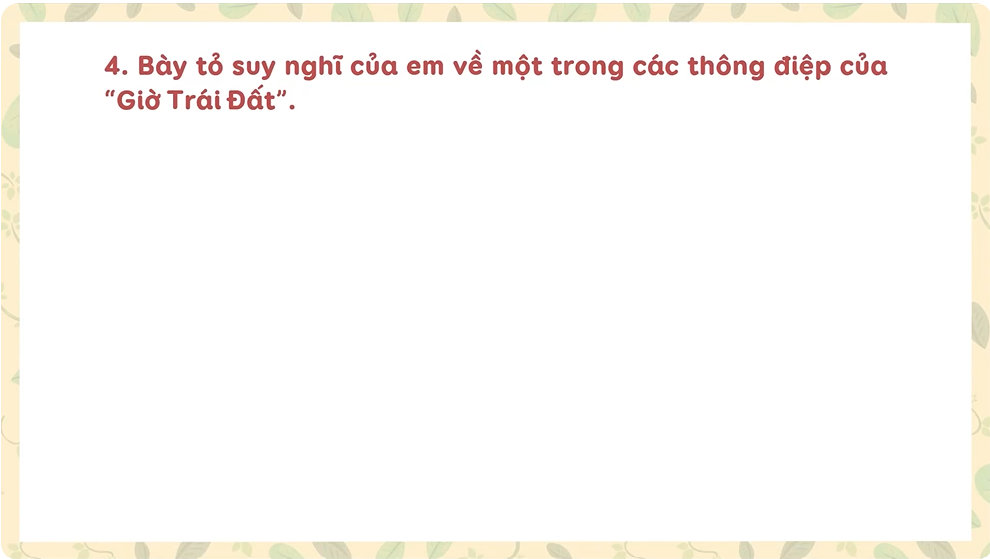 4. Bày tỏ suy nghĩ của em về một trong các thông điệp của
“Giờ Trái Đất”.